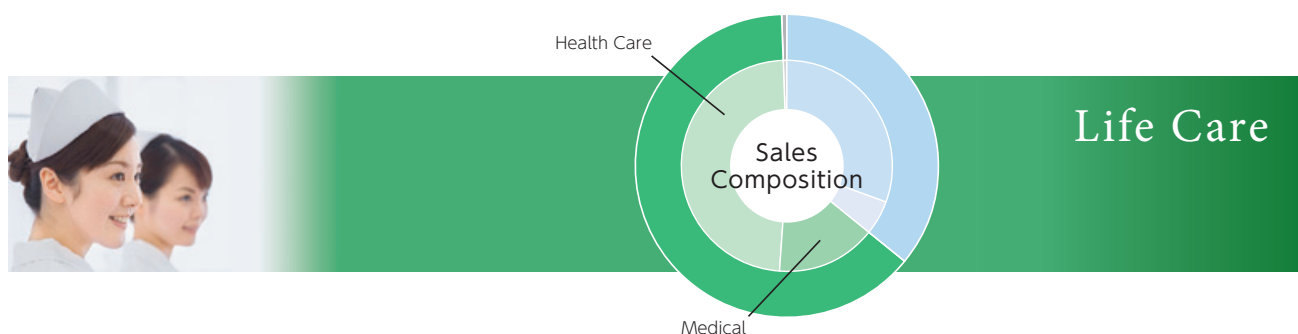 Health Care
Life Care
Sales
Composition
Medical